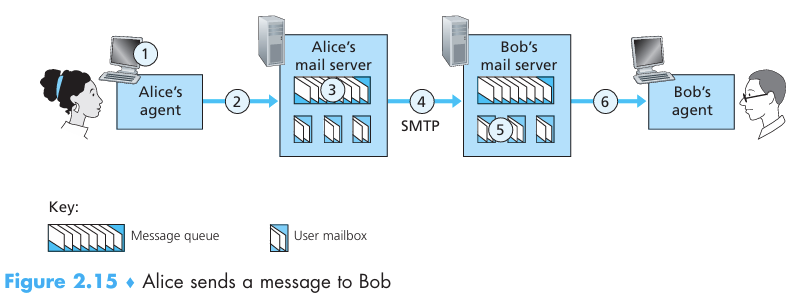 1
Alice's
agent
2
Alice's
mail server
3
4
SMTP
Bob's
mail server
5
6
Bob's
agent
Key:
Message queue
User mailbox
Figure 2.15 ♦ Alice sends a message to Bob